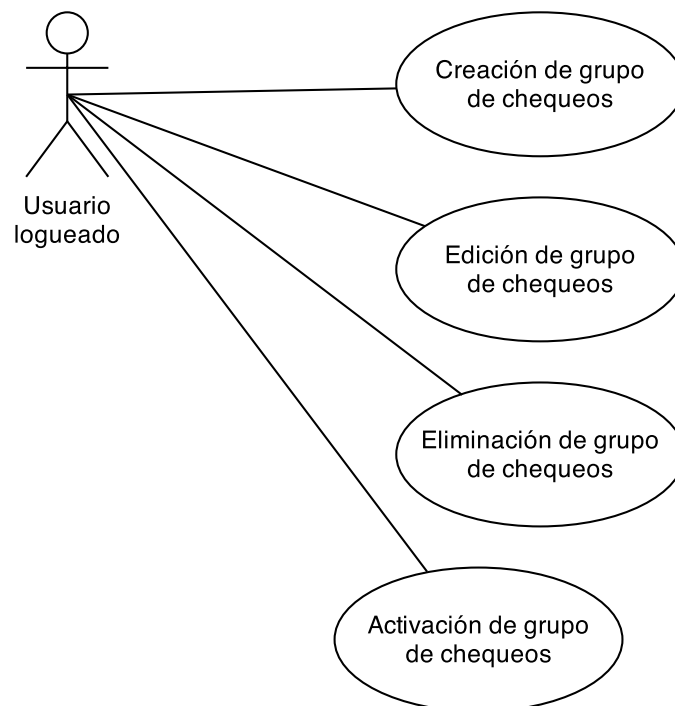 Creación de grupo
de chequeos
Usuario
logueado
Edición de grupo
de chequeos
Eliminación de grupo
de chequeos
Activación de grupo
de chequeos